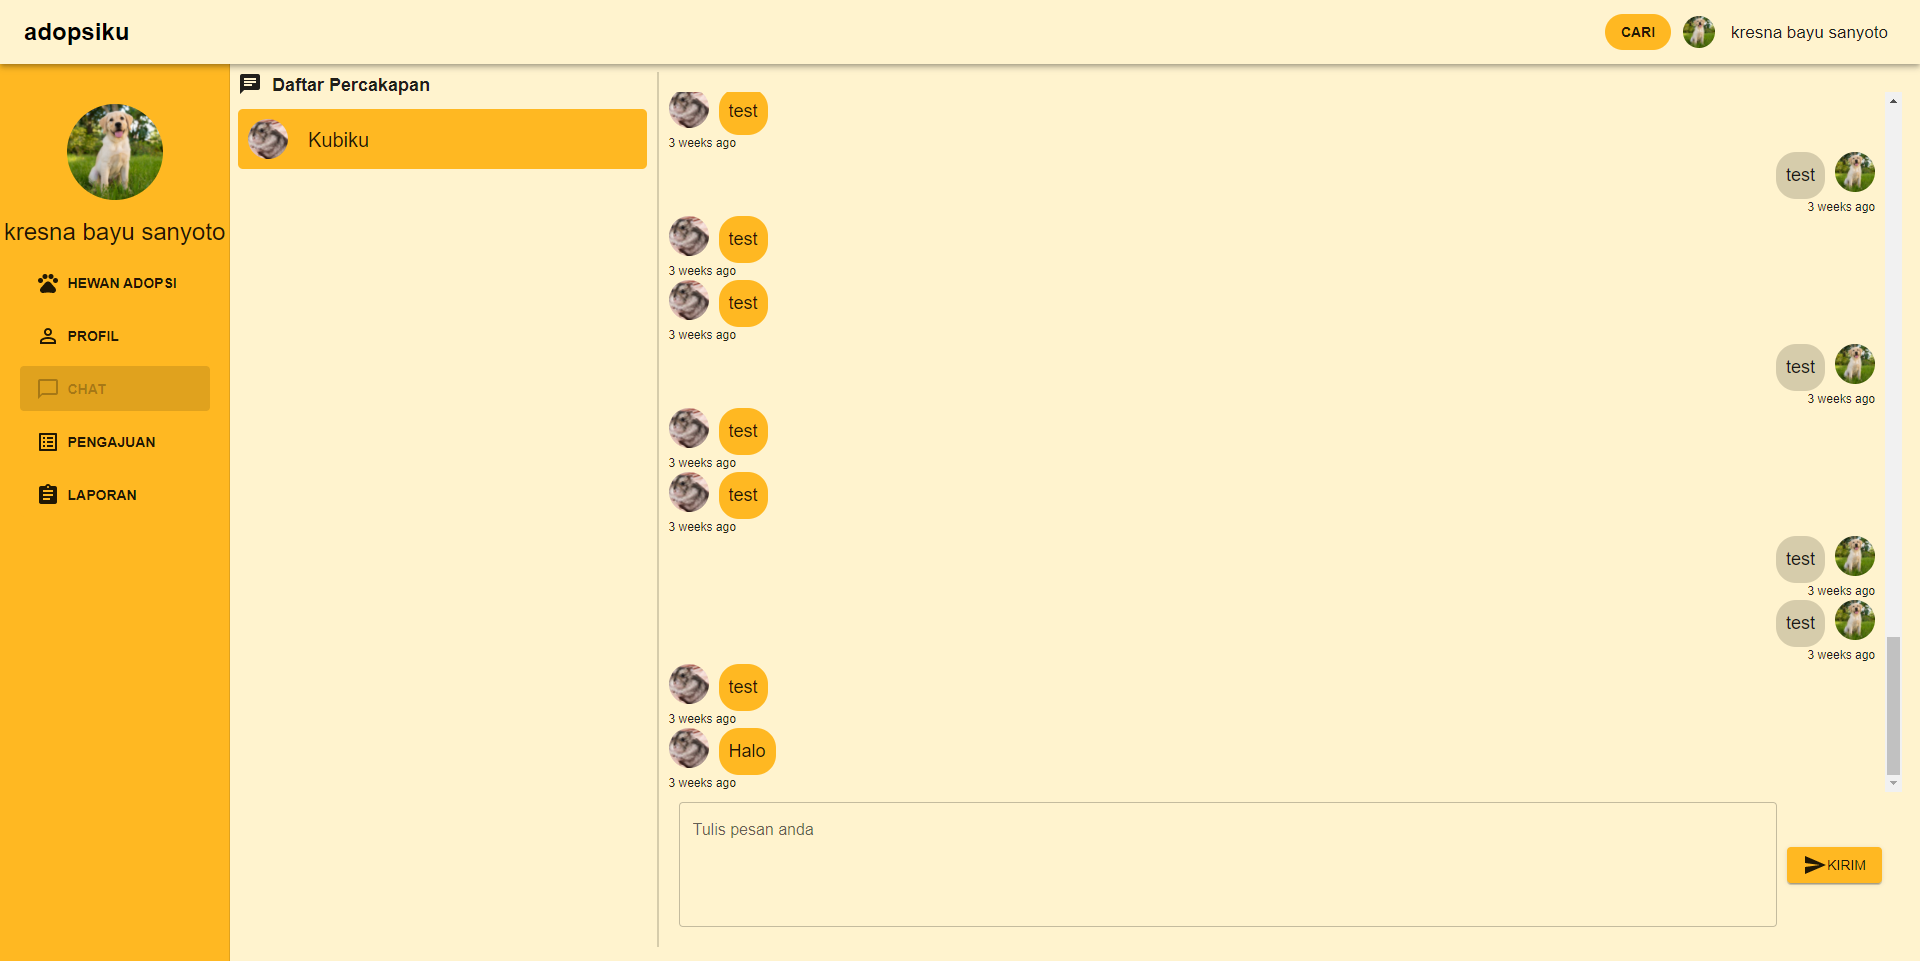 adopsiku
CARI
kresna bayu sanyoto
kresna bayu sanyoto
HEWAN ADOPSI
PROFIL
CHAT
PENGAJUAN
LAPORAN
Daftar Percakapan
Kubiku
test
3 weeks ago
test
3 weeks ago
test
3 weeks ago
test
3 weeks ago
test
3 weeks ago
test
3 weeks ago
test
3 weeks ago
test
3 weeks ago
test
3 weeks ago
test
3 weeks ago
Halo
3 weeks ago
Tulis pesan anda
KIRIM